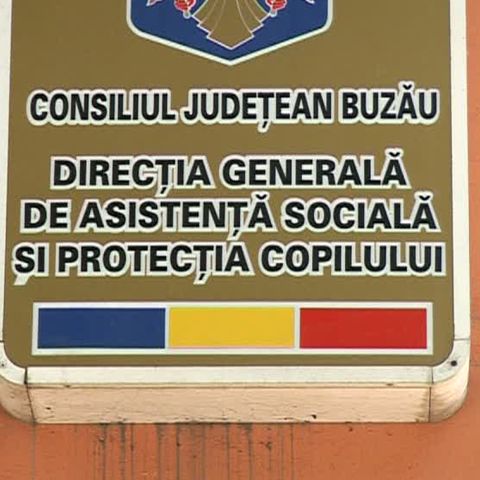 CONSILIUL JUDEȚEAN BUZĂU
DIRECȚIA GENERALĂ
DE ASISTENȚĂ SOCIALĂ
ȘI PROTECȚIA COPILULUI